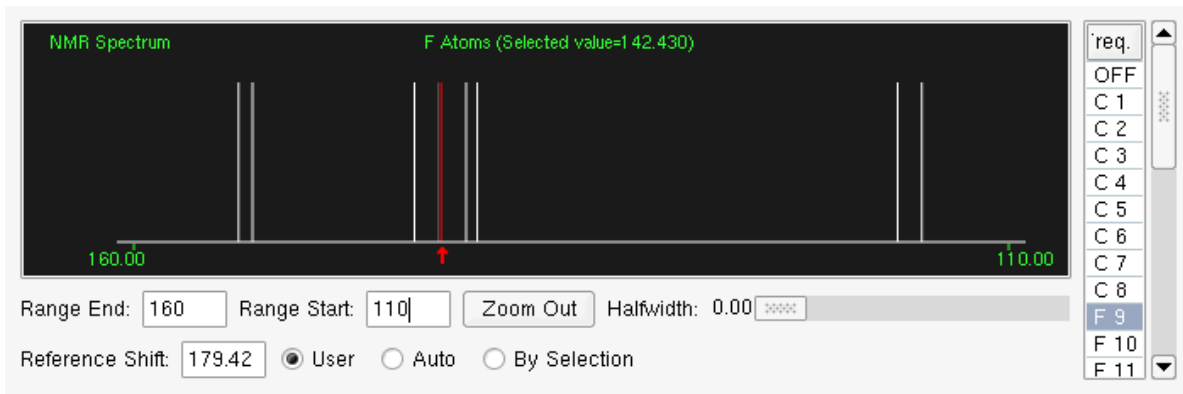 NMR Spectrum
F Atoms (Selected value=142.430)
160.00
110.00
Range End: 160 Range Start: 110 Zoom Out Halfwidth: 0.00
Reference Shift: 179.42 User Auto By Selection
req.
OFF
C 1
C 2
C 3
C 4
C 5
C 6
C 7
C 8
F 9
F 10
F 11